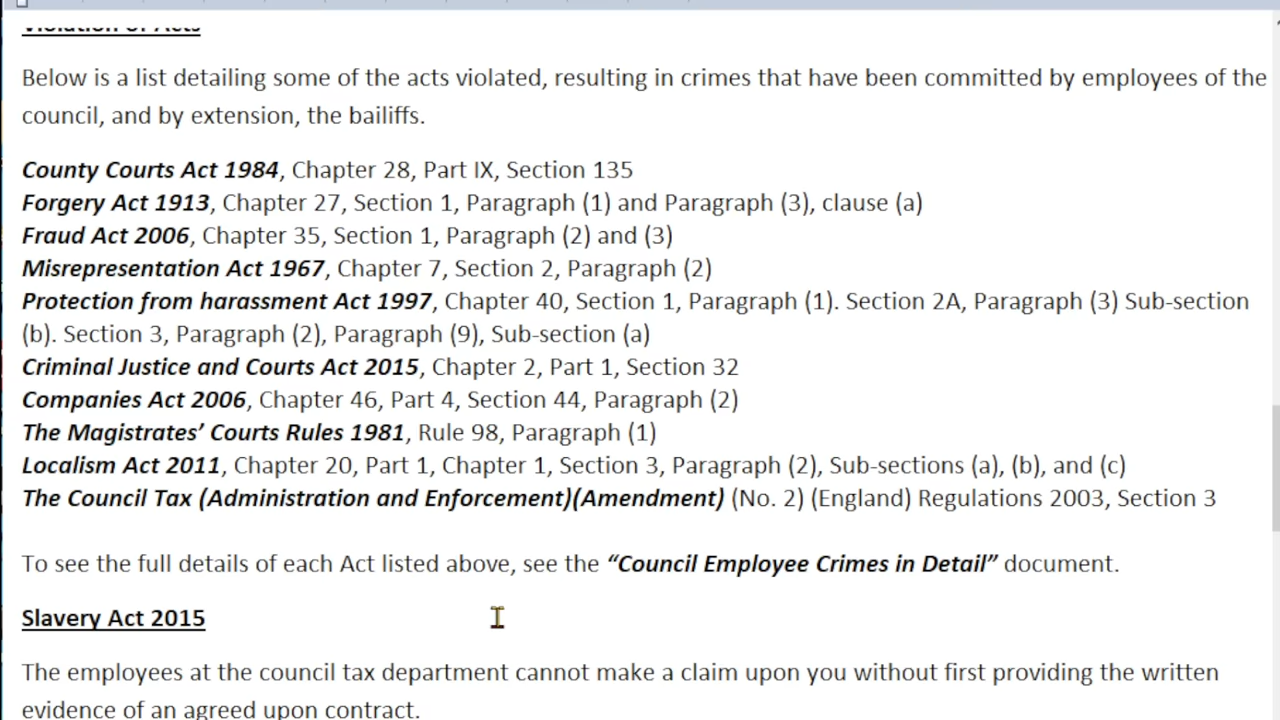 Violation of Acts
Below is a list detailing some of the acts violated, resulting in crimes that have been committed by employees of the
council, and by extension, the bailiffs.
County Courts Act 1984, Chapter 28, Part IX, Section 135
Forgery Act 1913, Chapter 27, Section 1, Paragraph (1) and Paragraph (3), clause (a)
Fraud Act 2006, Chapter 35, Section 1, Paragraph (2) and (3)
Misrepresentation Act 1967, Chapter 7, Section 2, Paragraph (2)
Protection from harassment Act 1997, Chapter 40, Section 1, Paragraph (1). Section 2A, Paragraph (3) Sub-section
(b). Section 3, Paragraph (2), Paragraph (9), Sub-section (a)
Criminal Justice and Courts Act 2015, Chapter 2, Part 1, Section 32
Companies Act 2006, Chapter 46, Part 4, Section 44, Paragraph (2)
The Magistrates’ Courts Rules 1981, Rule 98, Paragraph (1)
Localism Act 2011, Chapter 20, Part 1, Chapter 1, Section 3, Paragraph (2), Sub-sections (a), (b), and (c)
The Council Tax (Administration and Enforcement)(Amendment) (No. 2) (England) Regulations 2003, Section 3
To see the full details of each Act listed above, see the “Council Employee Crimes in Detail” document.
Slavery Act 2015
The employees at the council tax department cannot make a claim upon you without first providing the written
evidence of an agreed upon contract.